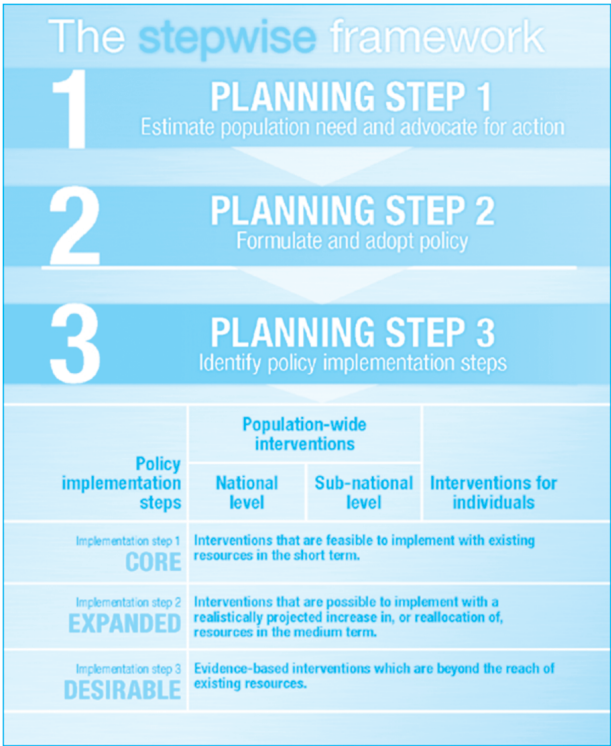 The stepwise framework
1
PLANNING STEP 1
Estimate population need and advocate for action
2
PLANNING STEP 2
Formulate and adopt policy
3
PLANNING STEP 3
Identify policy implementation steps
Policy
implementation
steps
Population-wide
interventions
National
level
Sub-national
level
Interventions for
individuals
Implementation step 1
CORE
Interventions that are feasible to implement with existing
resources in the short term.
Implementation step 2
EXPANDED
Interventions that are possible to implement with a
realistically projected increase in, or reallocation of,
resources in the medium term.
Implementation step 3
DESIRABLE
Evidence-based interventions which are beyond the reach of
existing resources.